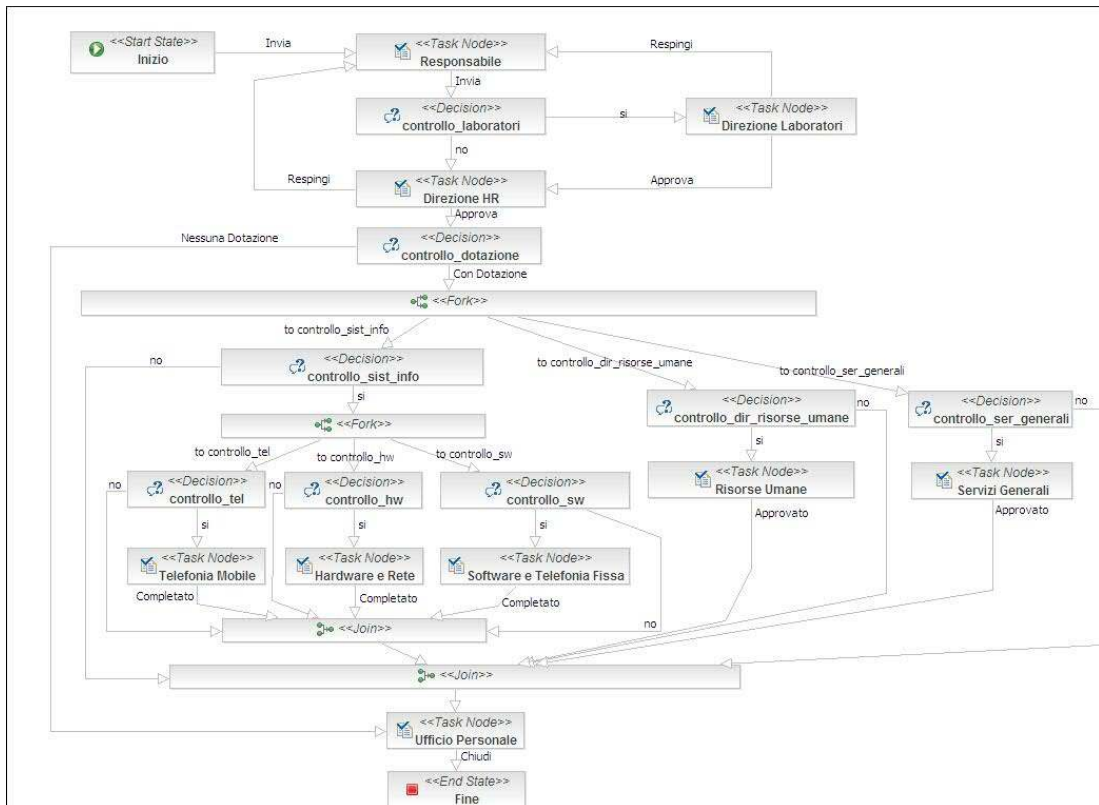 <<Start State>>
Inizio
Invia
<<Task Node>>
Responsabile
Respingi
Invia
<<Decision>>
controllo_laboratori
si
<<Task Node>>
Direzione Laboratori
no
Respingi
<<Task Node>>
Direzione HR
Approva
Approva
Nessuna Dotazione
<<Decision>>
controllo_dotazione
Con Dotazione
<<Fork>>
to controllo_sist_info
to controllo_dir_risorse_umane
to controllo_ser_generali
no
<<Decision>>
controllo_sist_info
si
<<Decision>>
controllo_dir_risorse_umane
no
<<Decision>>
controllo_ser_generali
no
<<Fork>>
to controllo_tel
to controllo_hw
to controllo_sw
si
si
no
<<Decision>>
controllo_tel
no
<<Decision>>
controllo_hw
<<Decision>>
controllo_sw
<<Task Node>>
Risorse Umane
Approvato
<<Task Node>>
Servizi Generali
Approvato
si
si
si
<<Task Node>>
Telefonia Mobile
<<Task Node>>
Hardware e Rete
<<Task Node>>
Software e Telefonia Fissa
Completato
Completato
Completato
no
<<Join>>
<<Join>>
<<Task Node>>
Ufficio Personale
Chiudi
<<End State>>
Fine